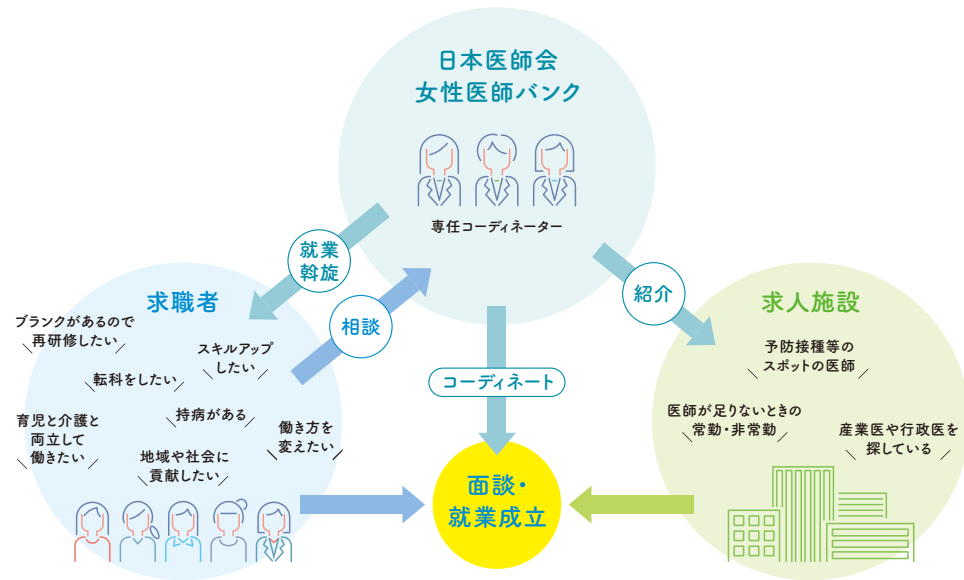 日本医師会
女性医師バンク
専任コーディネーター
就業
斡旋
相談
紹介
コーディネート
求職者
ブランクがあるので
再研修したい
スキルアップ
したい
転科をしたい
持病がある
育児と介護と
両立して
働きたい
働き方を
変えたい
地域や社会に
貢献したい
求人施設
予防接種等の
スポットの医師
医師が足りないときの
常勤・非常勤
産業医や行政医を
探している
面談・
就業成立